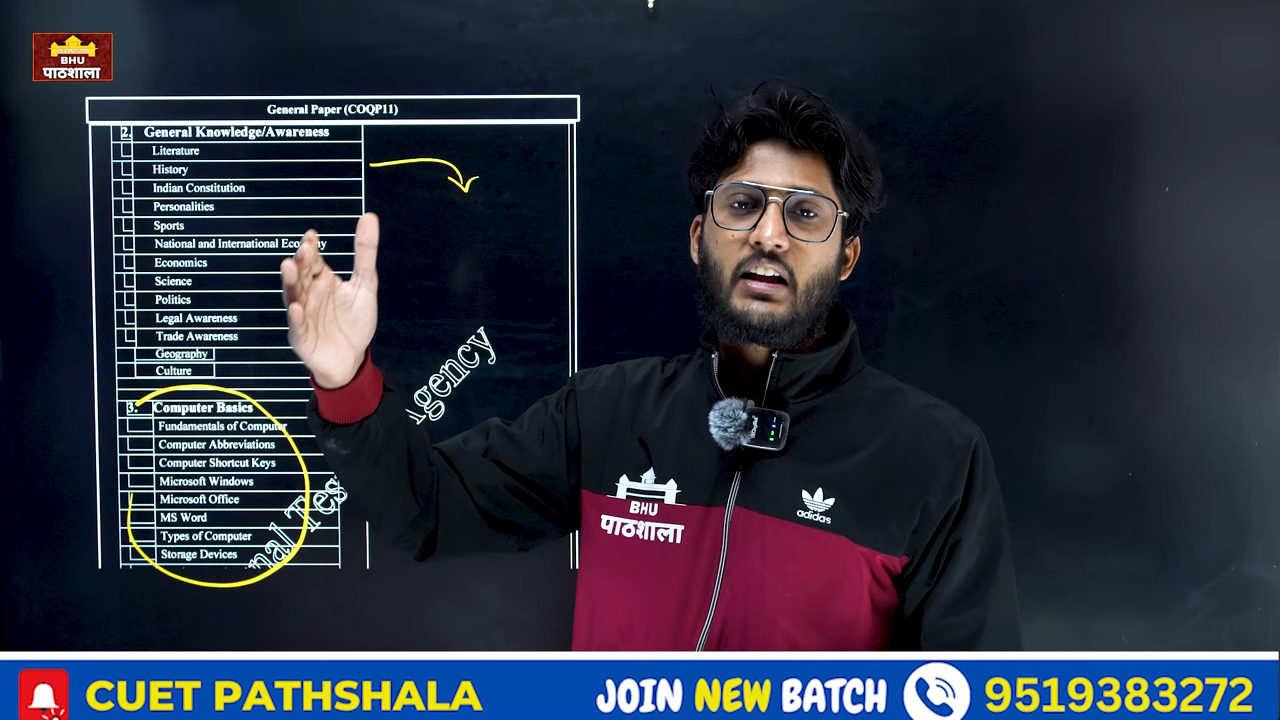 BHU
पाठशाला
General Paper (COQP11)
2. General Knowledge/Awareness
Literature
History
Indian Constitution
Personalities
Sports
National and International Economy
Economics
Science
Politics
Legal Awareness
Trade Awareness
Geography
Culture
3. Computer Basics
Fundamentals of Computer
Computer Abbreviations
Computer Shortcut Keys
Microsoft Windows
Microsoft Office
MS Word
Types of Computer
Storage Devices
nal Tes
Agency
BHU
पाठशाला
adidas
CUET PATHSHALA
JOIN NEW BATCH
9519383272